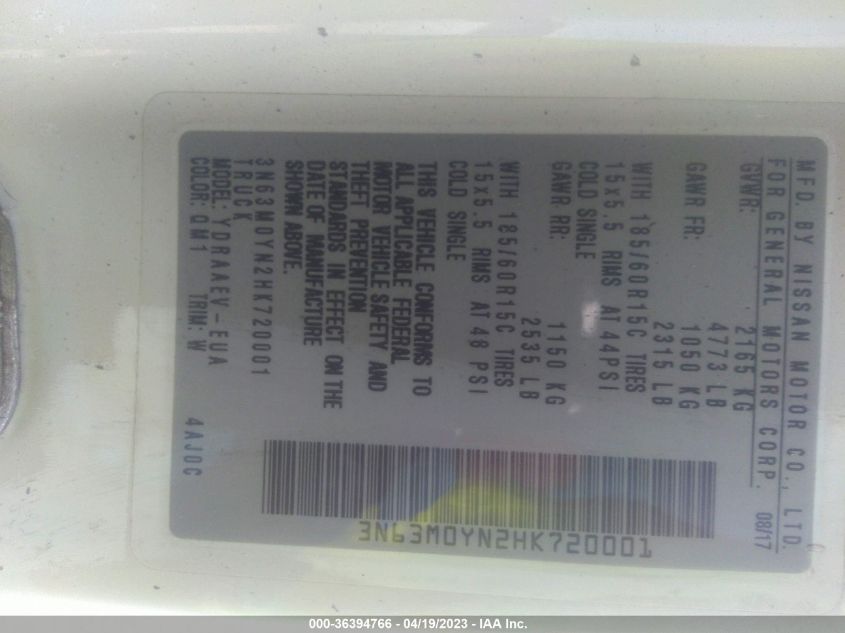 MFD. BY NISSAN MOTOR CO., LTD.
FOR GENERAL MOTORS CORP. 08/17
GVWR: 2165 KG
4773 LB
GAWR FR: 1050 KG
2315 LB
WITH 185/60R15C TIRES
15x5.5 RIMS AT 44PSI
COLD SINGLE
GAWR RR: 1150 KG
2535 LB
WITH 185/60R15C TIRES
15x5.5 RIMS AT 48 PSI
COLD SINGLE
THIS VEHICLE CONFORMS TO
ALL APPLICABLE FEDERAL
MOTOR VEHICLE SAFETY AND
THEFT PREVENTION
STANDARDS IN EFFECT ON THE
DATE OF MANUFACTURE
SHOWN ABOVE.
3N63M0YN2HK720001
TRUCK
MODEL: YDRAAEV-EUA
COLOR: QM1 TRIM: W 4AJ0C
3N63M0YN2HK720001
000-36394766 - 04/19/2023 - IAA Inc.